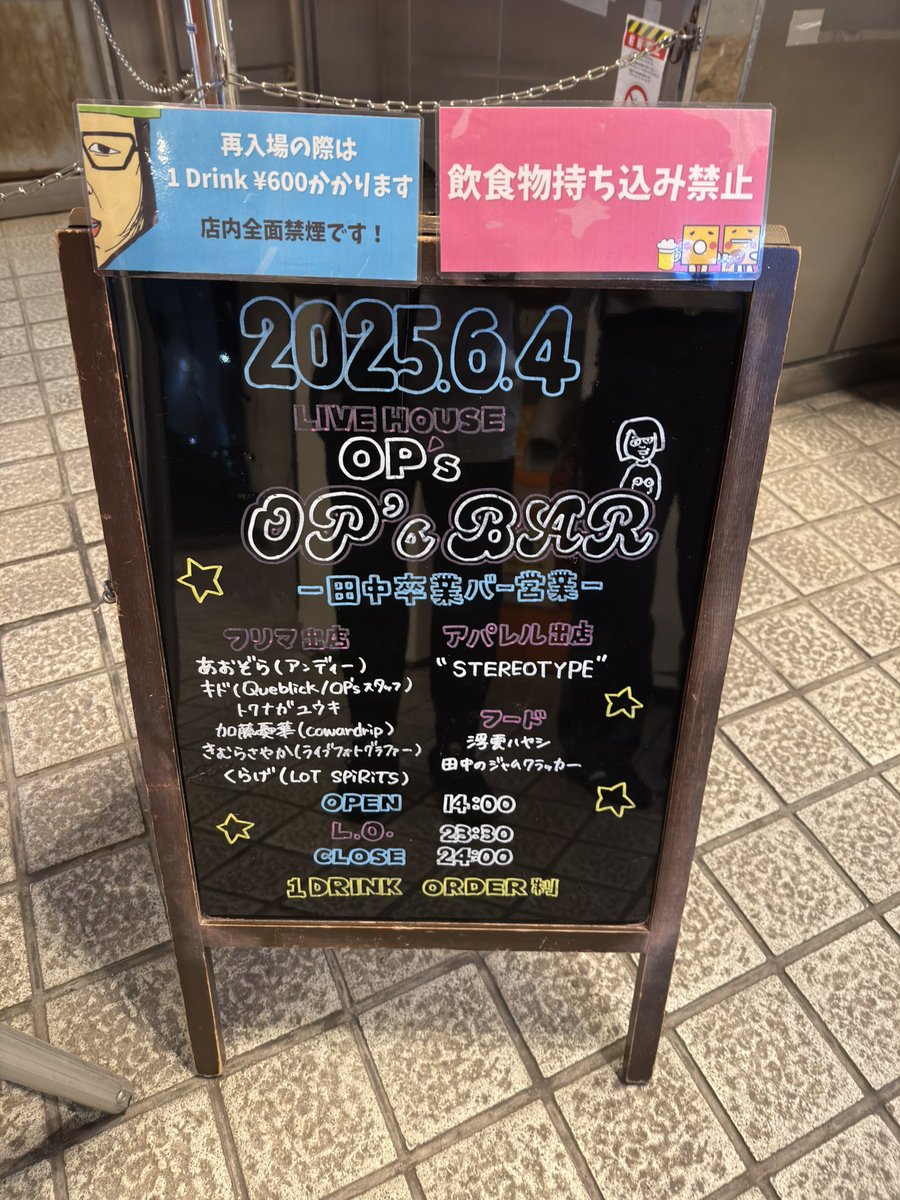 再入場の際は
1 Drink ¥600かかります
店内全面禁煙です！
飲食物持ち込み禁止
2025.6.4
LIVE HOUSE
OP's
OP's BAR
-田中卒業バー営業-
フリマ出店
あおぞら(アンディー)
キド(Queblick/OP'sスタッフ)
トワナガユウキ
加藤憂華(cowardrip)
きむらさやか(ライブフォトグラファー)
くらげ(LOT SPiRiTS)
アパレル出店
"STEREOTYPE"
フード
浮雲ハヤシ
田中のジャムクラッカー
OPEN 14:00
L.O. 23:30
CLOSE 24:00
1 DRINK ORDER制